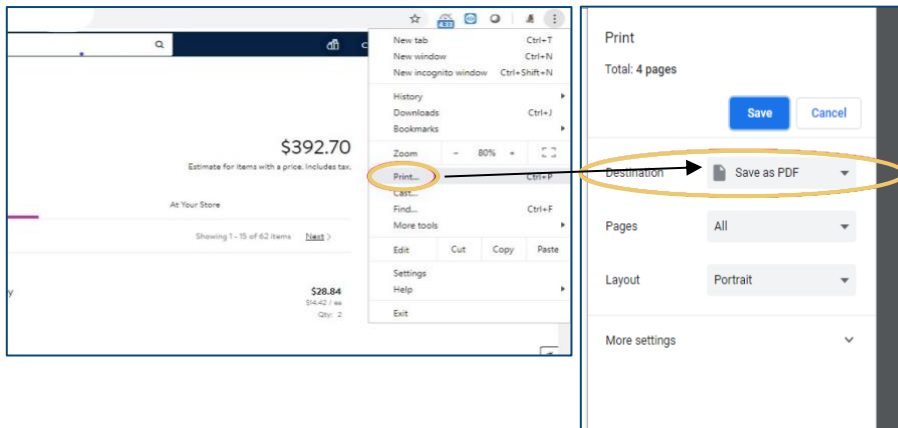 433
New tab Ctrl+T
New window Ctrl+N
New incognito window Ctrl+Shift+N
History
Downloads Ctrl+J
Bookmarks
Zoom - 80% +
Print... Ctrl+P
Cast...
Find... Ctrl+F
More tools
Edit Cut Copy Paste
Settings
Help
Exit
$392.70
Estimate for items with a price. Includes tax.
At Your Store
Showing 1 - 15 of 62 items Next >
y
$28.84
$14.42 / ea
Qty: 2
Print
Total: 4 pages
Save Cancel
Destination Save as PDF
Pages All
Layout Portrait
More settings